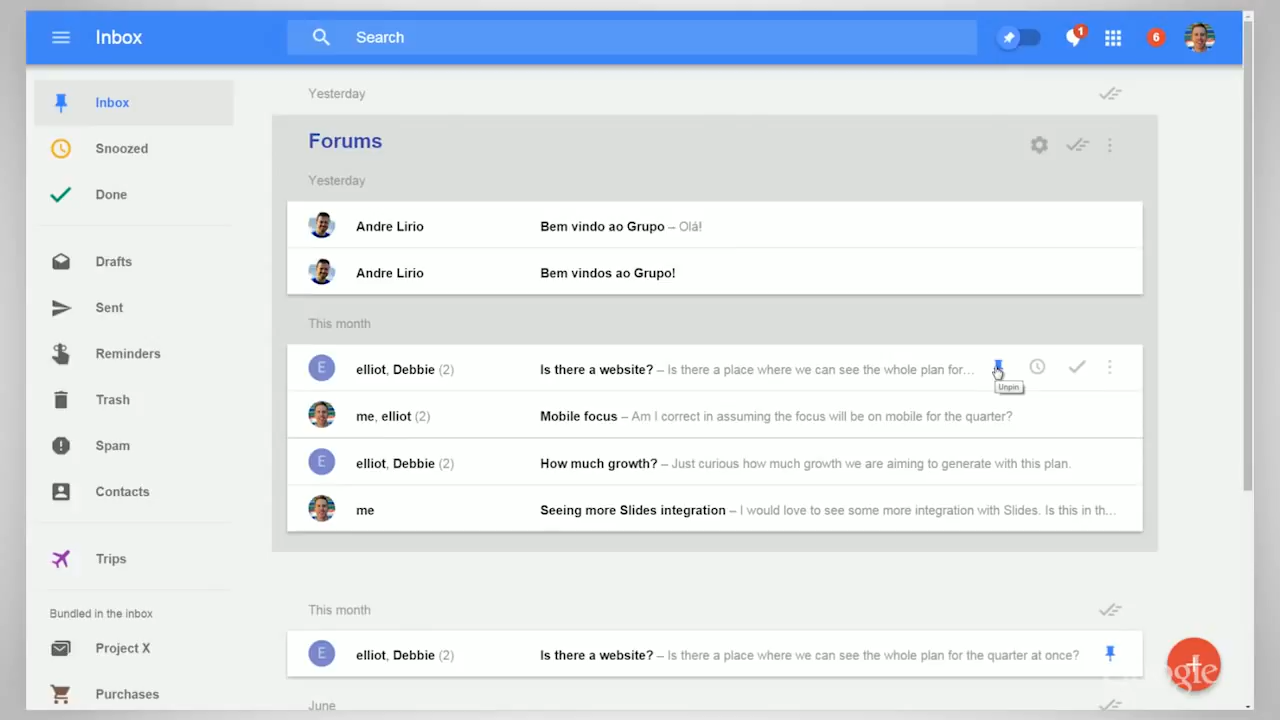 Inbox
Search
1
6
Inbox
Snoozed
Done
Drafts
Sent
Reminders
Trash
Spam
Contacts
Trips
Bundled in the inbox
Project X
Purchases
Yesterday
Forums
Yesterday
Andre Lirio Bem vindo ao Grupo – Olá!
Andre Lirio Bem vindos ao Grupo!
This month
E elliot, Debbie (2) Is there a website? – Is there a place where we can see the whole plan for…
Unpin
me, elliot (2) Mobile focus – Am I correct in assuming the focus will be on mobile for the quarter?
E elliot, Debbie (2) How much growth? – Just curious how much growth we are aiming to generate with this plan.
me Seeing more Slides integration – I would love to see some more integration with Slides. Is this in th…
This month
E elliot, Debbie (2) Is there a website? – Is there a place where we can see the whole plan for the quarter at once?
June